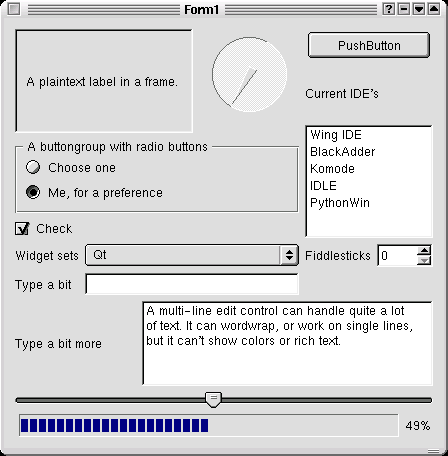 Form1
?
PushButton
A plaintext label in a frame.
Current IDE's
Wing IDE
BlackAdder
Komode
IDLE
PythonWin
A buttongroup with radio buttons
Choose one
Me, for a preference
Check
Widget sets
Qt
Fiddlesticks
0
Type a bit
Type a bit more
A multi-line edit control can handle quite a lot
of text. It can wordwrap, or work on single lines,
but it can't show colors or rich text.
49%